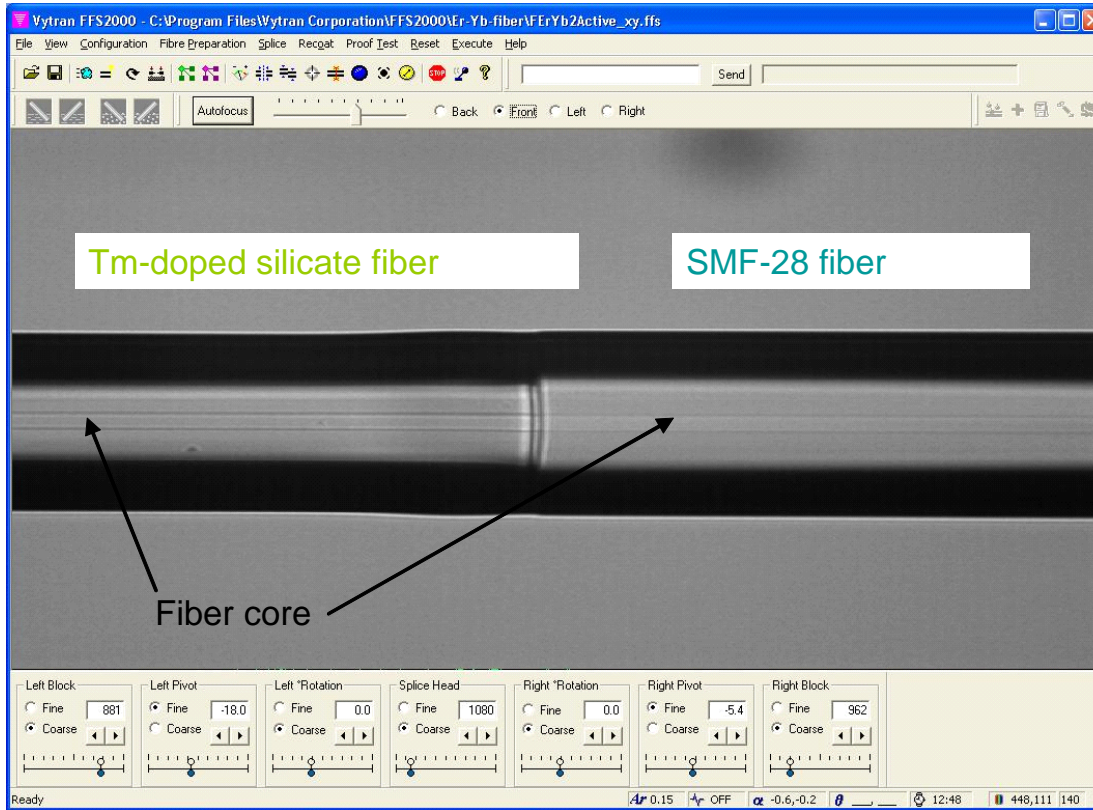 Vytran FFS2000 - C:\Program Files\Vytran Corporation\FFS2000\Er-Yb-fiber\FErYb2Active_xy.ffs
File View Configuration Fibre Preparation Splice Recoat Proof Test Reset Execute Help
STOP Send
Autofocus Back Front Left Right
Tm-doped silicate fiber SMF-28 fiber
Fiber core
Left Block Left Pivot Left °Rotation Splice Head Right °Rotation Right Pivot Right Block
Fine 881 Fine -18.0 Fine 0.0 Fine 1080 Fine 0.0 Fine -5.4 Fine 962
Coarse Coarse Coarse Coarse Coarse Coarse Coarse
Ready Ar 0.15 OFF α -0.6,-0.2 θ __,__ 12:48 448,111 140